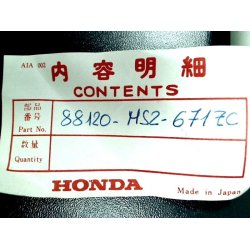 AIA 002
内容明細
CONTENTS
部品
番号
Part No.
88120-MS2-671ZC
数量
Quantity
HONDA
Made in Japan